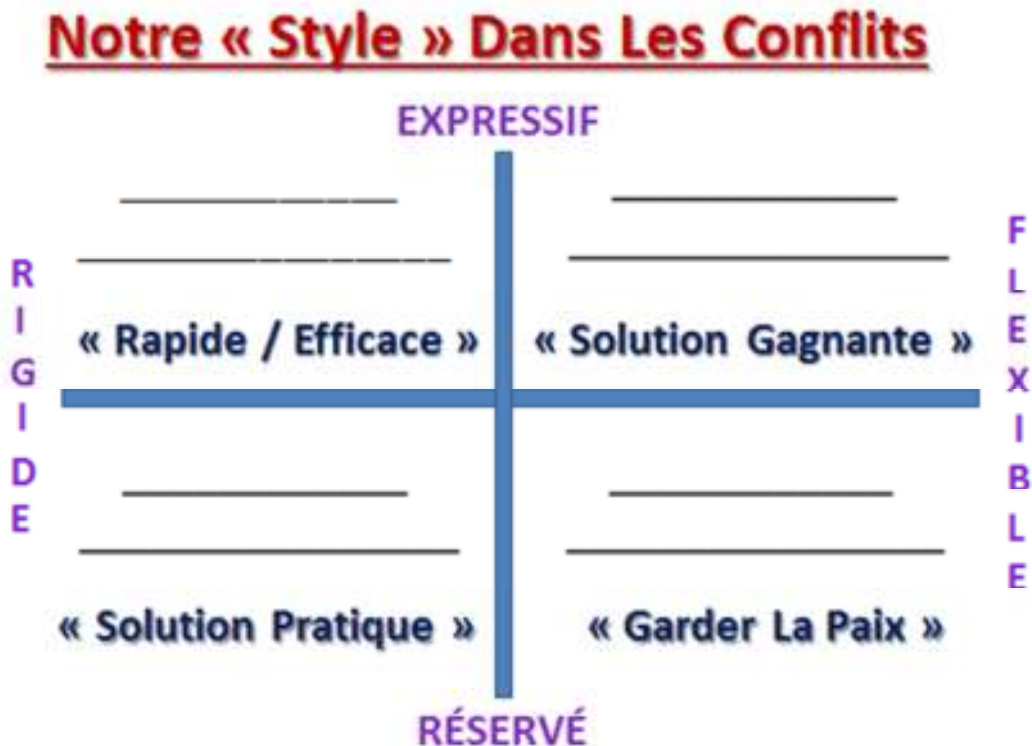 Notre « Style » Dans Les Conflits
EXPRESSIF
RIGIDE
FLEXIBLE
« Rapide / Efficace »
« Solution Gagnante »
« Solution Pratique »
« Garder La Paix »
RÉSERVÉ